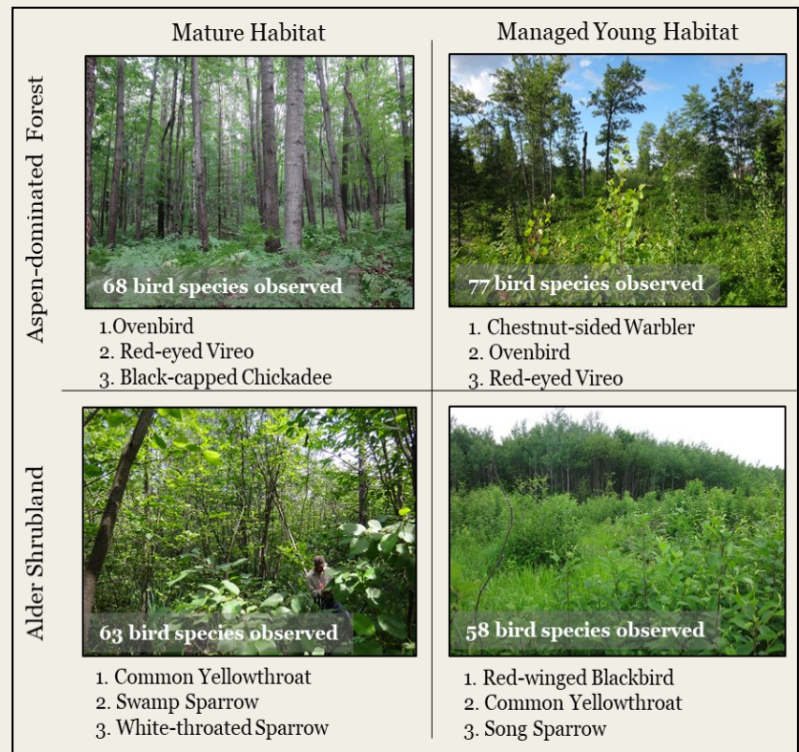 Mature Habitat
Managed Young Habitat
Aspen-dominated Forest
68 bird species observed
1.Ovenbird
2. Red-eyed Vireo
3. Black-capped Chickadee
77 bird species observed
1. Chestnut-sided Warbler
2. Ovenbird
3. Red-eyed Vireo
Alder Shrubland
63 bird species observed
1. Common Yellowthroat
2. Swamp Sparrow
3. White-throated Sparrow
58 bird species observed
1. Red-winged Blackbird
2. Common Yellowthroat
3. Song Sparrow